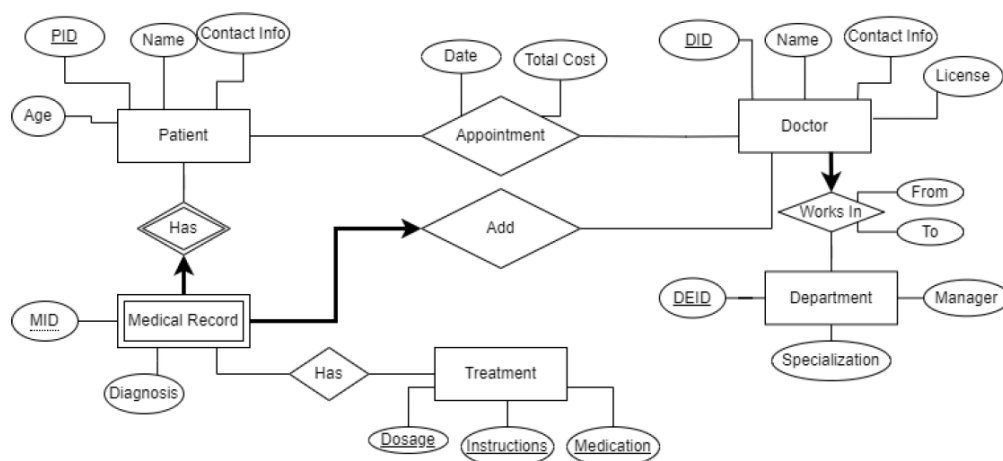 PID
Name
Contact Info
Age
Patient
Date
Total Cost
Appointment
DID
Name
Contact Info
License
Doctor
Has
Add
Works In
From
To
MID
Medical Record
Diagnosis
DEID
Department
Manager
Specialization
Has
Treatment
Dosage
Instructions
Medication